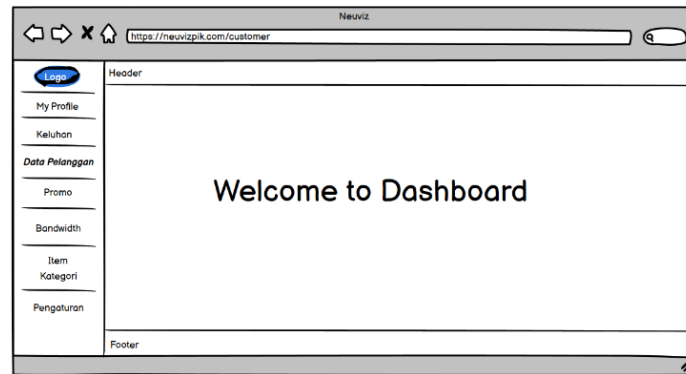 Neuviz
https://neuvizpik.com/customer
Logo
Header
My Profile
Keluhan
Data Pelanggan
Promo
Welcome to Dashboard
Bandwidth
Item
Kategori
Pengaturan
Footer